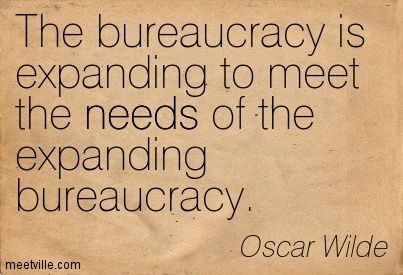 The bureaucracy is
expanding to meet
the needs of the
expanding
bureaucracy.
Oscar Wilde
meetville.com